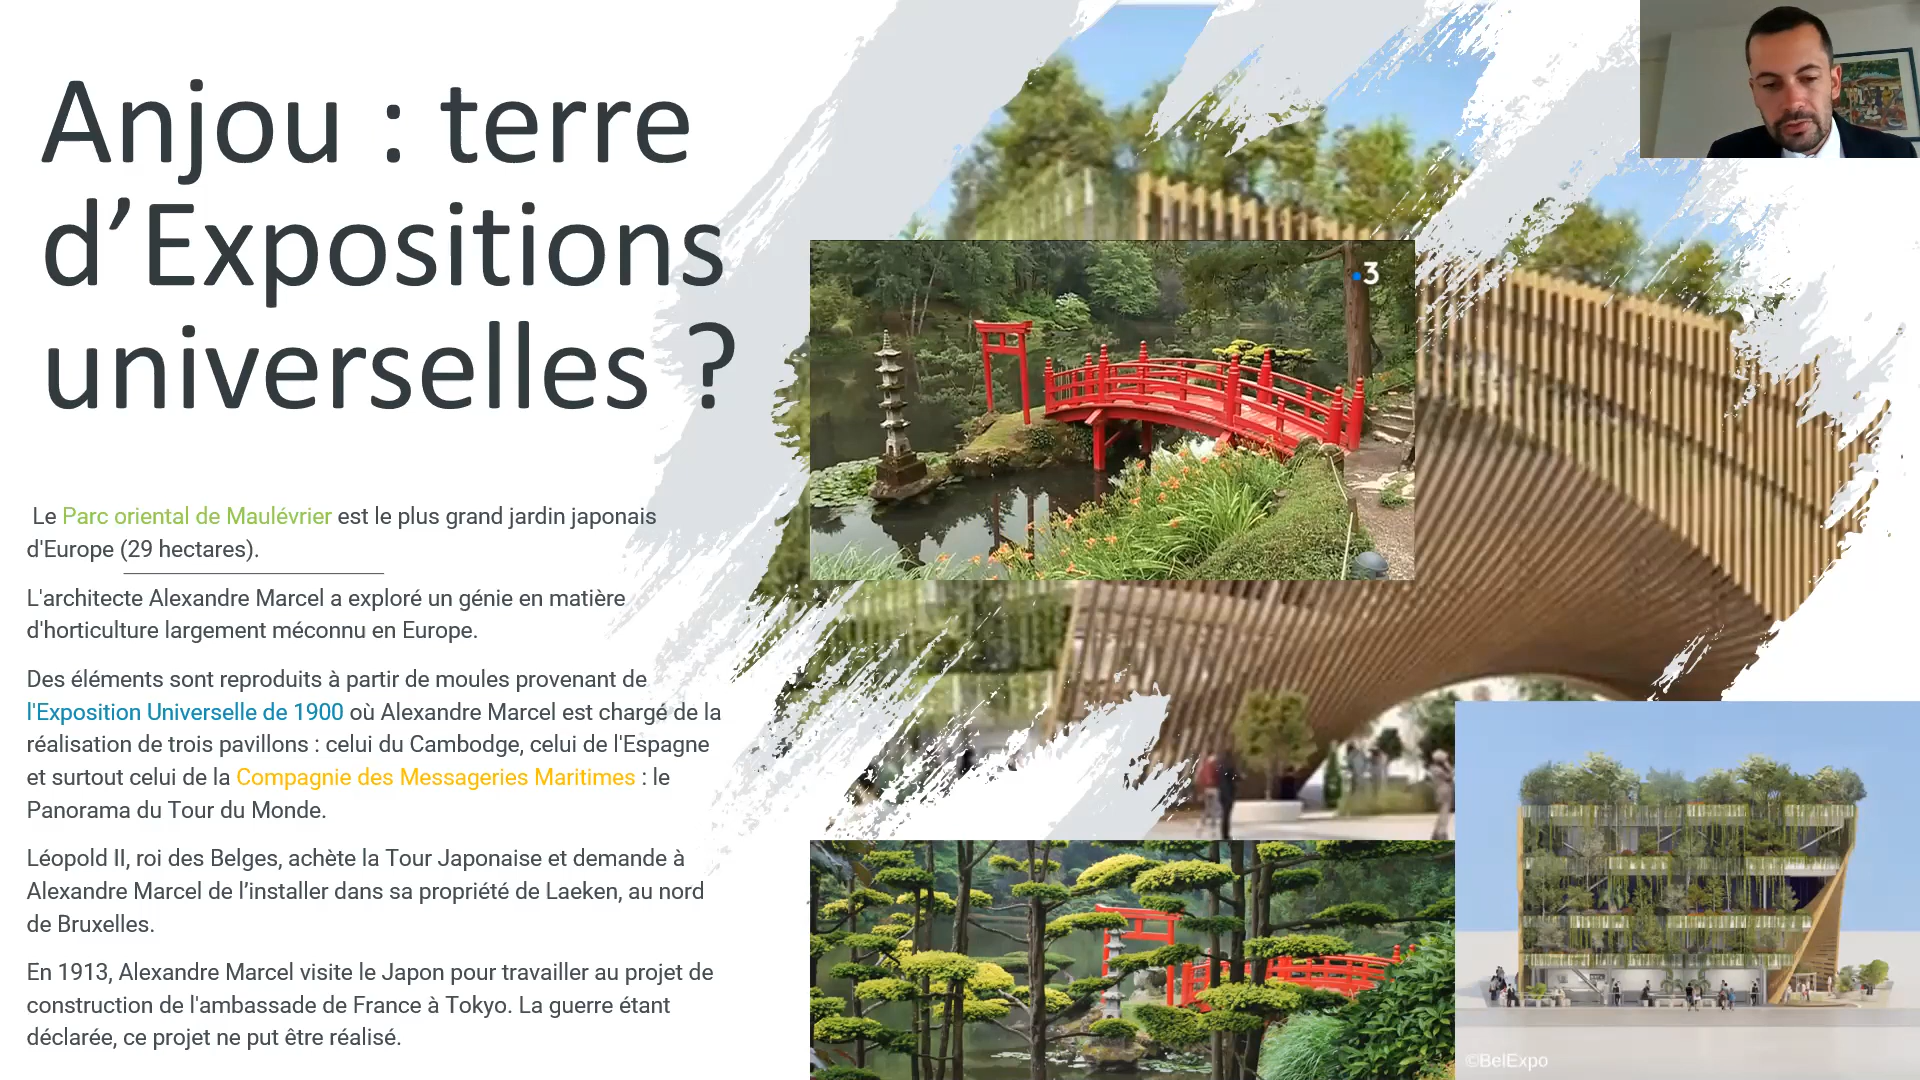 Anjou : terre
d’Expositions
universelles ?
Le Parc oriental de Maulévrier est le plus grand jardin japonais
d'Europe (29 hectares).
L'architecte Alexandre Marcel a exploré un génie en matière
d'horticulture largement méconnu en Europe.
Des éléments sont reproduits à partir de moules provenant de
l'Exposition Universelle de 1900 où Alexandre Marcel est chargé de la
réalisation de trois pavillons : celui du Cambodge, celui de l'Espagne
et surtout celui de la Compagnie des Messageries Maritimes : le
Panorama du Tour du Monde.
Léopold II, roi des Belges, achète la Tour Japonaise et demande à
Alexandre Marcel de l’installer dans sa propriété de Laeken, au nord
de Bruxelles.
En 1913, Alexandre Marcel visite le Japon pour travailler au projet de
construction de l'ambassade de France à Tokyo. La guerre étant
déclarée, ce projet ne put être réalisé.
3
©BelExpo